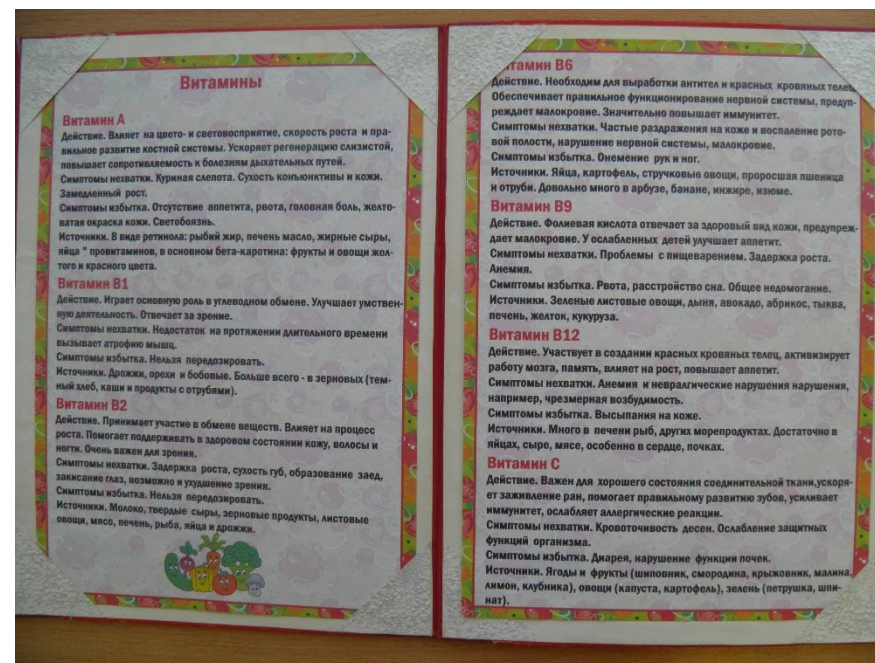 Витамины
Витамин А
Действие. Влияет на цвето- и световосприятие, скорость роста и пра-
вильное развитие костной системы. Ускоряет регенерацию слизистой,
повышает сопротивляемость к болезням дыхательных путей.
Симптомы нехватки. Куриная слепота. Сухость конъюнктивы и кожи.
Замедленный рост.
Симптомы избытка. Отсутствие аппетита, рвота, головная боль, желто-
ватая окраска кожи. Светобоязнь.
Источники. В виде ретинола: рыбий жир, печень масло, жирные сыры,
яйца " провитаминов, в основном бета-каротина: фрукты и овощи жел-
того и красного цвета.
Витамин В1
Действие. Играет основную роль в углеводном обмене. Улучшает умствен-
ную деятельность. Отвечает за зрение.
Симптомы нехватки. Недостаток на протяжении длительного времени
вызывает атрофию мышц.
Симптомы избытка. Нельзя передозировать.
Источники. Дрожжи, орехи и бобовые. Больше всего - в зерновых (тем-
ный хлеб, каши и продукты с отрубями).
Витамин В2
Действие. Принимает участие в обмене веществ. Влияет на процесс
роста. Помогает поддерживать в здоровом состоянии кожу, волосы и
ногти. Очень важен для зрения.
Симптомы нехватки. Задержка роста, сухость губ, образование заед,
закисание глаз, возможно и ухудшение зрения.
Симптомы избытка. Нельзя передозировать.
Источники. Молоко, твердые сыры, зерновые продукты, листовые
овощи, мясо, печень, рыба, яйца и дрожжи.
тамин В6
Действие. Необходим для выработки антител и красных кровяных телец
Обеспечивает правильное функционирование нервной системы, предуп-
реждает малокровие. Значительно повышает иммунитет.
Симптомы нехватки. Частые раздражения на коже и воспаление рото-
вой полости, нарушение нервной системы, малокровие.
Симптомы избытка. Онемение рук и ног.
Источники. Яйца, картофель, стручковые овощи, проросшая пшеница
и отруби. Довольно много в арбузе, банане, инжире, изюме.
Витамин В9
Действие. Фолиевая кислота отвечает за здоровый вид кожи, предупреж-
дает малокровие. У ослабленных детей улучшает аппетит.
Симптомы нехватки. Проблемы с пищеварением. Задержка роста.
Анемия.
Симптомы избытка. Рвота, расстройство сна. Общее недомогание.
Источники. Зеленые листовые овощи, дыня, авокадо, абрикос, тыква,
печень, желток, кукуруза.
Витамин В12
Действие. Участвует в создании красных кровяных телец, активизирует
работу мозга, память, влияет на рост, повышает аппетит.
Симптомы нехватки. Анемия и невралгические нарушения нарушения,
например, чрезмерная возбудимость.
Симптомы избытка. Высыпания на коже.
Источники. Много в печени рыб, других морепродуктах. Достаточно в
яйцах, сыре, мясе, особенно в сердце, почках.
Витамин С
Действие. Важен для хорошего состояния соединительной ткани,ускоря-
ет заживление ран, помогает правильному развитию зубов, усиливает
иммунитет, ослабляет аллергические реакции.
Симптомы нехватки. Кровоточивость десен. Ослабление защитных
функций организма.
Симптомы избытка. Диарея, нарушение функции почек.
Источники. Ягоды и фрукты (шиповник, смородина, крыжовник, малина,
лимон, клубника), овощи (капуста, картофель), зелень (петрушка, шпи-
нат).